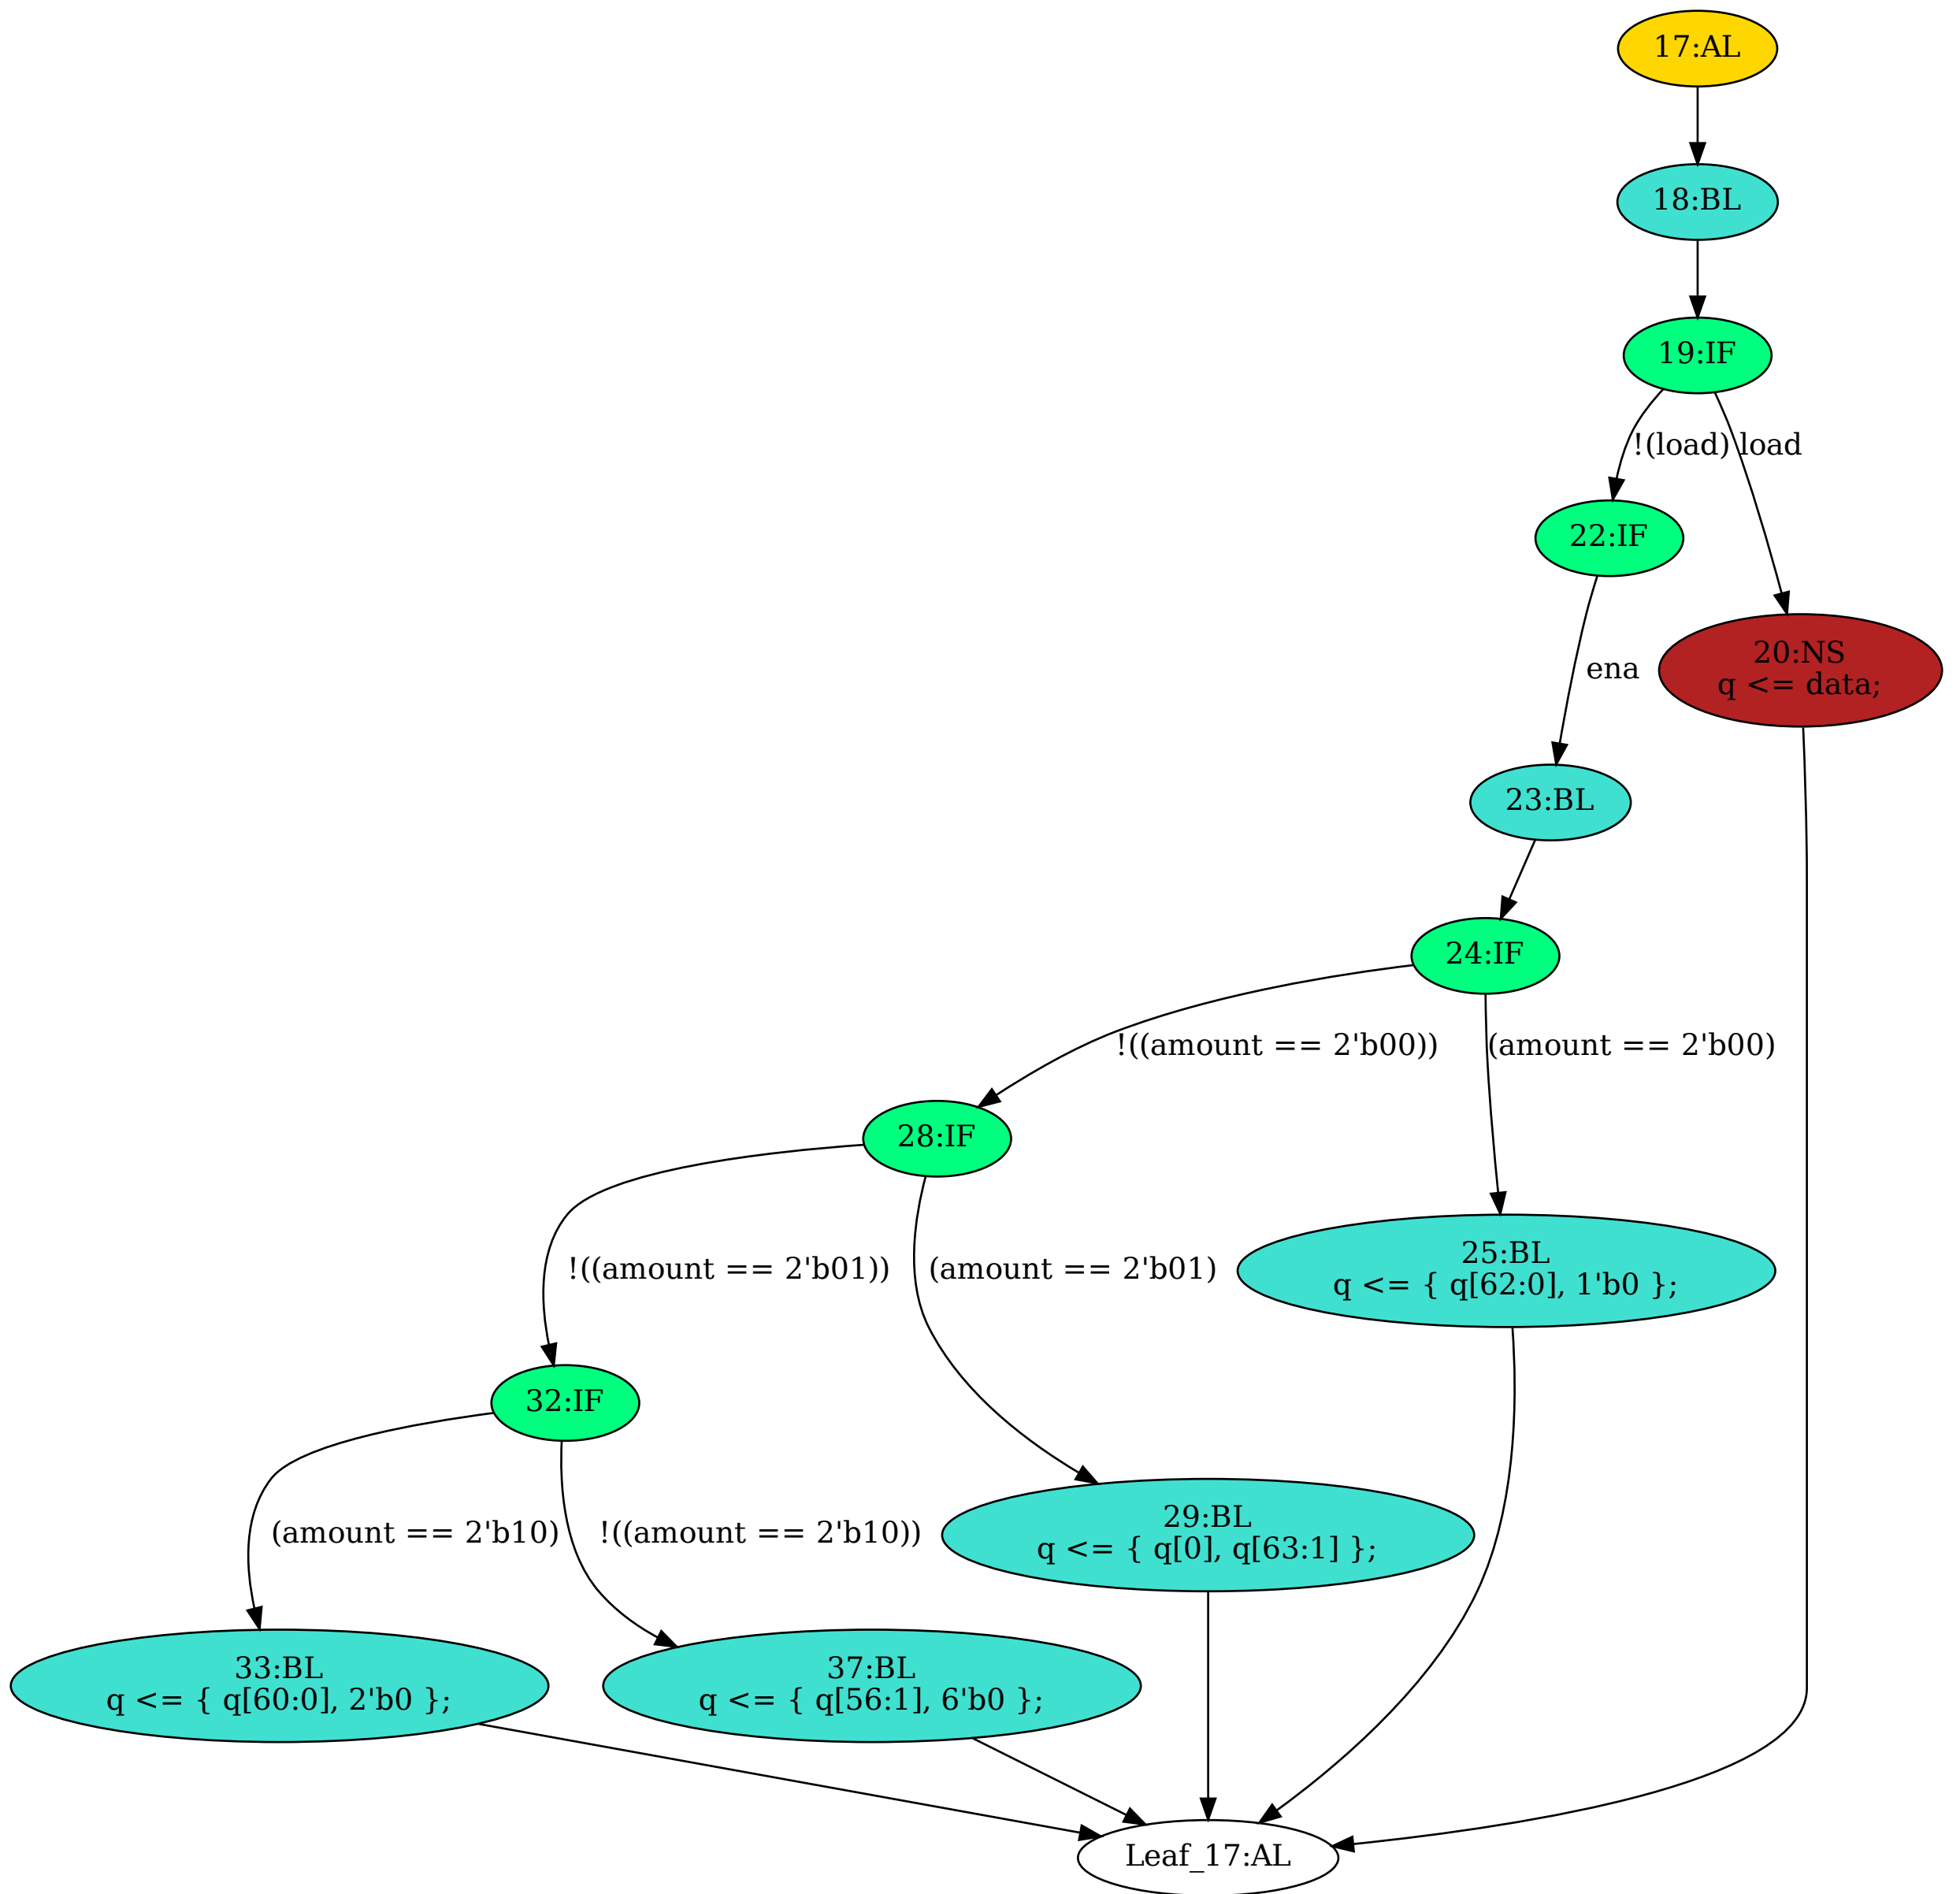 17:AL
18:BL
19:IF
!(load)
load
22:IF
20:NS
q <= data;
ena
23:BL
24:IF
!((amount == 2'b00))
(amount == 2'b00)
28:IF
!((amount == 2'b01))
(amount == 2'b01)
25:BL
q <= { q[62:0], 1'b0 };
32:IF
(amount == 2'b10)
!((amount == 2'b10))
29:BL
q <= { q[0], q[63:1] };
33:BL
q <= { q[60:0], 2'b0 };
37:BL
q <= { q[56:1], 6'b0 };
Leaf_17:AL